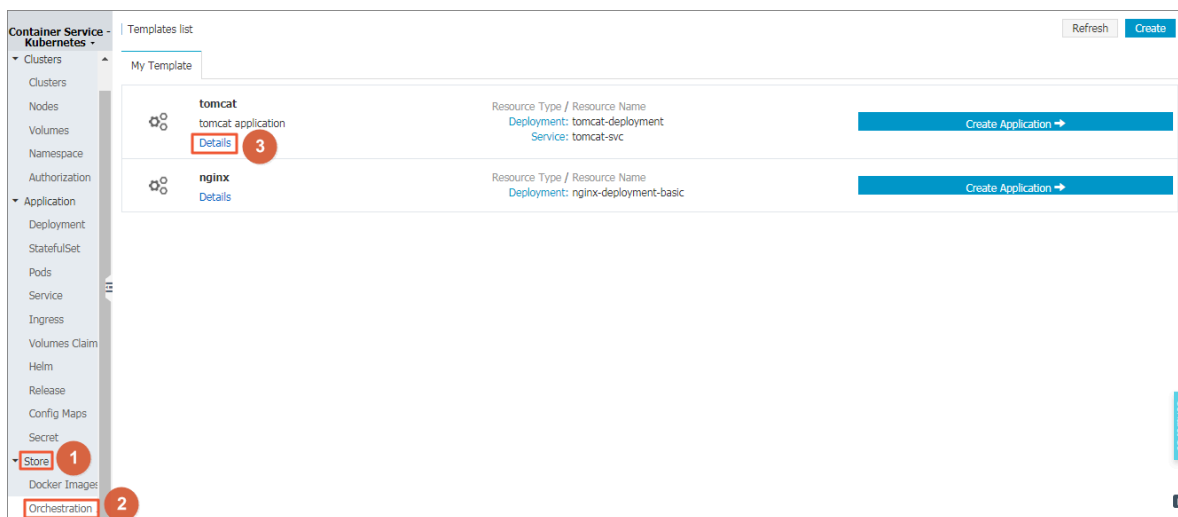 Container Service -
Kubernetes -
Clusters
Clusters
Nodes
Volumes
Namespace
Authorization
Application
Deployment
StatefulSet
Pods
Service
Ingress
Volumes Claim
Helm
Release
Config Maps
Secret
Store
1
Docker Images
Orchestration
2
Templates list
Refresh
Create
My Template
tomcat
tomcat application
Details
3
Resource Type / Resource Name
Deployment: tomcat-deployment
Service: tomcat-svc
Create Application ➔
nginx
Details
Resource Type / Resource Name
Deployment: nginx-deployment-basic
Create Application ➔